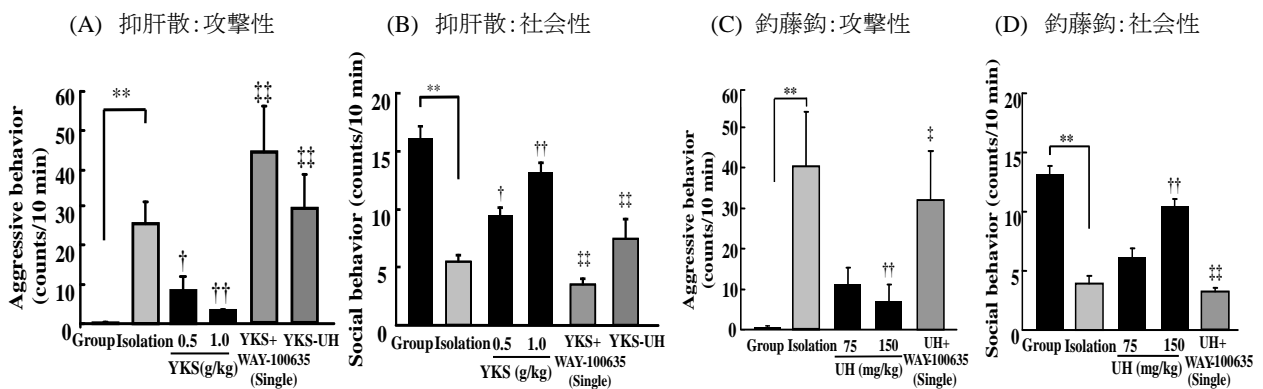 (A) 抑肝散:攻撃性
Aggressive behavior
(counts/10 min)
60
50
40
30
20
10
0
**
†
††
‡‡
‡‡
Group Isolation 0.5 1.0 YKS+ YKS-UH
YKS(g/kg) WAY-100635
(Single)
(B) 抑肝散:社会性
Social behavior (counts/10 min)
20
15
10
5
0
**
†
††
‡‡
‡‡
Group Isolation 0.5 1.0 YKS+ YKS-UH
YKS (g/kg) WAY-100635
(Single)
(C) 釣藤鈎:攻撃性
Aggressive behavior
(counts/10 min)
60
50
40
30
20
10
0
**
††
‡
Group Isolation 75 150 UH+
UH (mg/kg) WAY-100635
(Single)
(D) 釣藤鈎:社会性
Social behavior (counts/10 min)
20
15
10
5
0
**
††
‡‡
Group Isolation 75 150 UH+
UH (mg/kg) WAY-100635
(Single)